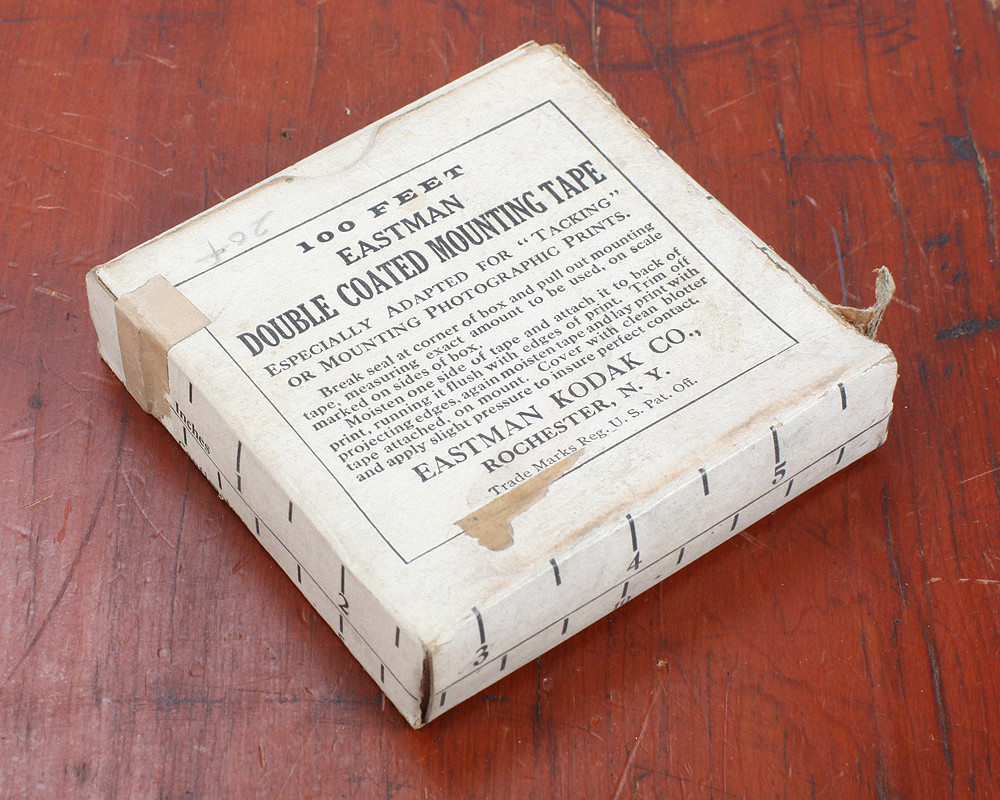 264
100 FEET
EASTMAN
DOUBLE COATED MOUNTING TAPE
ESPECIALLY ADAPTED FOR "TACKING"
OR MOUNTING PHOTOGRAPHIC PRINTS.
Break seal at corner of box and pull out mounting
tape, measuring exact amount to be used, on scale
marked on sides of box.
Moisten one side of tape and attach it to back of
print, running it flush with edges of print. Trim off
projecting edges, again moisten tape and lay print with
tape attached, on mount. Cover with clean blotter
and apply slight pressure to insure perfect contact.
EASTMAN KODAK CO.,
ROCHESTER, N. Y.
Trade Marks Reg. U. S. Pat. Off.
Inches
1
2
3
4
5